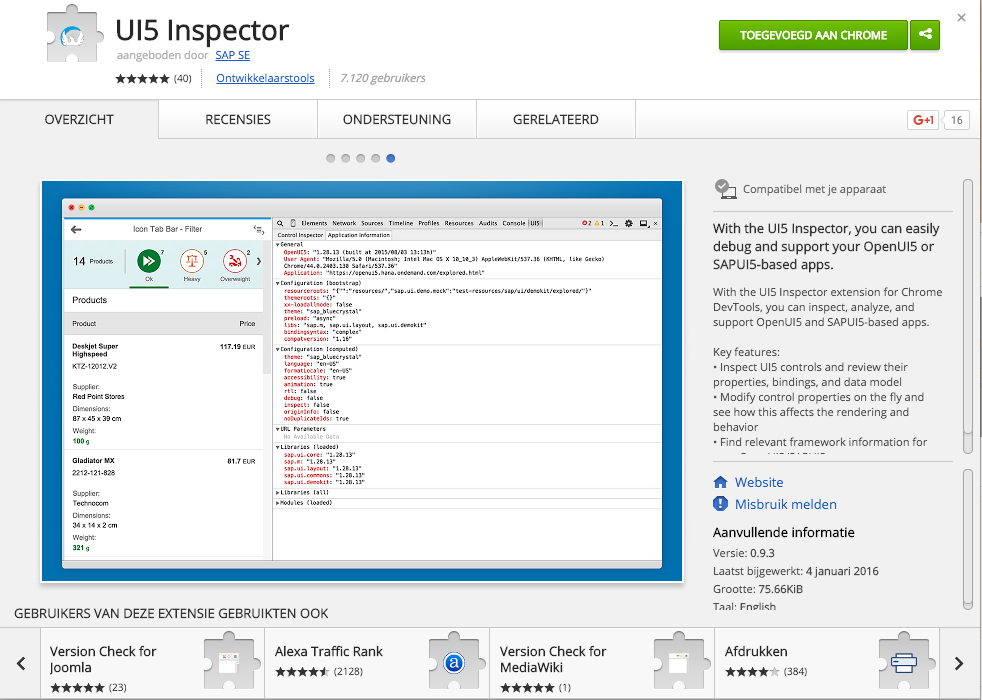 UI5 Inspector
aangeboden door SAP SE
(40) Ontwikkelaarstools 7.120 gebruikers
TOEGEVOEGD AAN CHROME
OVERZICHT RECENSIES ONDERSTEUNING GERELATEERD
G+1 16
Icon Tab Bar - Filter
14 Products
7 5 2
Ok Heavy Overweight
Products
Product Price
Deskjet Super 117.19 EUR
Highspeed
KTZ-12012.V2
Supplier:
Red Point Stores
Dimensions:
87 x 45 x 39 cm
Weight:
100 g
Gladiator MX 81.7 EUR
2212-121-828
Supplier:
Technocom
Dimensions:
34 x 14 x 2 cm
Weight:
321 g
Elements Network Sources Timeline Profiles Resources Audits Console UI5 2 1
Control Inspector Application Information
General
OpenUI5: "1.28.13 (built at 2015/08/03 13:13h)"
User Agent: "Mozilla/5.0 (Macintosh; Intel Mac OS X 10_10_3) AppleWebKit/537.36 (KHTML, like Gecko)
Chrome/44.0.2403.130 Safari/537.36"
Application: "https://openui5.hana.ondemand.com/explored.html"
Configuration (bootstrap)
resourceroots: "{"":"resources/","sap.ui.demo.mock":"test-resources/sap/ui/demokit/explored/"}"
themeroots: "{}"
xx-loadallmode: false
theme: "sap_bluecrystal"
preload: "async"
libs: "sap.m, sap.ui.layout, sap.ui.demokit"
bindingsyntax: "complex"
compatversion: "1.16"
Configuration (computed)
theme: "sap_bluecrystal"
language: "en-US"
formatLocale: "en-US"
accessibility: true
animation: true
rtl: false
debug: false
inspect: false
originInfo: false
noDuplicateIds: true
URL Parameters
No Available Data
Libraries (loaded)
sap.ui.core: "1.28.13"
sap.m: "1.28.13"
sap.ui.layout: "1.28.13"
sap.ui.commons: "1.28.13"
sap.ui.demokit: "1.28.13"
Libraries (all)
Modules (loaded)
Compatibel met je apparaat
With the UI5 Inspector, you can easily
debug and support your OpenUI5 or
SAPUI5-based apps.
With the UI5 Inspector extension for Chrome
DevTools, you can inspect, analyze, and
support OpenUI5 and SAPUI5-based apps.
Key features:
• Inspect UI5 controls and review their
properties, bindings, and data model
• Modify control properties on the fly and
see how this affects the rendering and
behavior
• Find relevant framework information for
Website
Misbruik melden
Aanvullende informatie
Versie: 0.9.3
Laatst bijgewerkt: 4 januari 2016
Grootte: 75.66KiB
Taal: English
GEBRUIKERS VAN DEZE EXTENSIE GEBRUIKTEN OOK
Version Check for
Joomla
(23)
Alexa Traffic Rank
(2128)
a
Version Check for
MediaWiki
(1)
Afdrukken
(384)